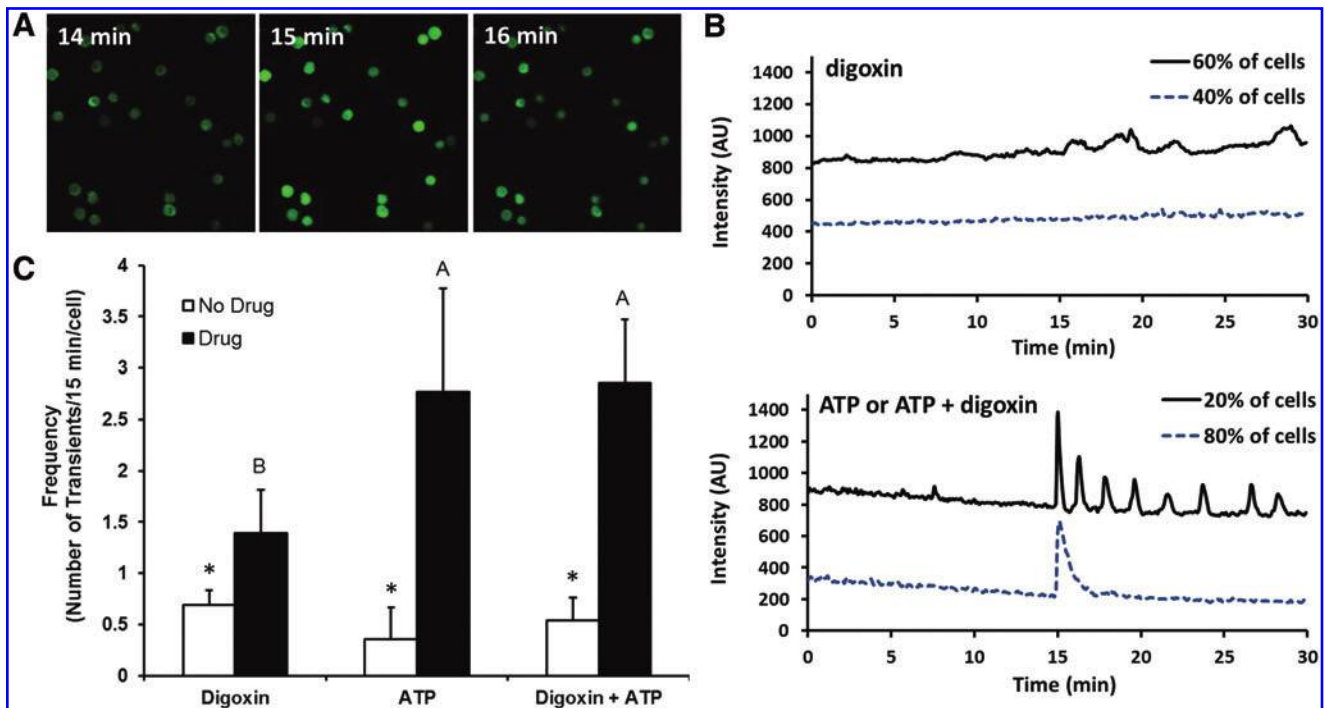 A
14 min
15 min
16 min
B
digoxin
60% of cells
40% of cells
Intensity (AU)
1400
1200
1000
800
600
400
200
0
0 5 10 15 20 25 30
Time (min)
ATP or ATP + digoxin
20% of cells
80% of cells
Intensity (AU)
1400
1200
1000
800
600
400
200
0
0 5 10 15 20 25 30
Time (min)
C
Frequency
(Number of Transients/15 min/cell)
4
3.5
3
2.5
2
1.5
1
0.5
0
No Drug
Drug
* B
* A
* A
Digoxin ATP Digoxin + ATP